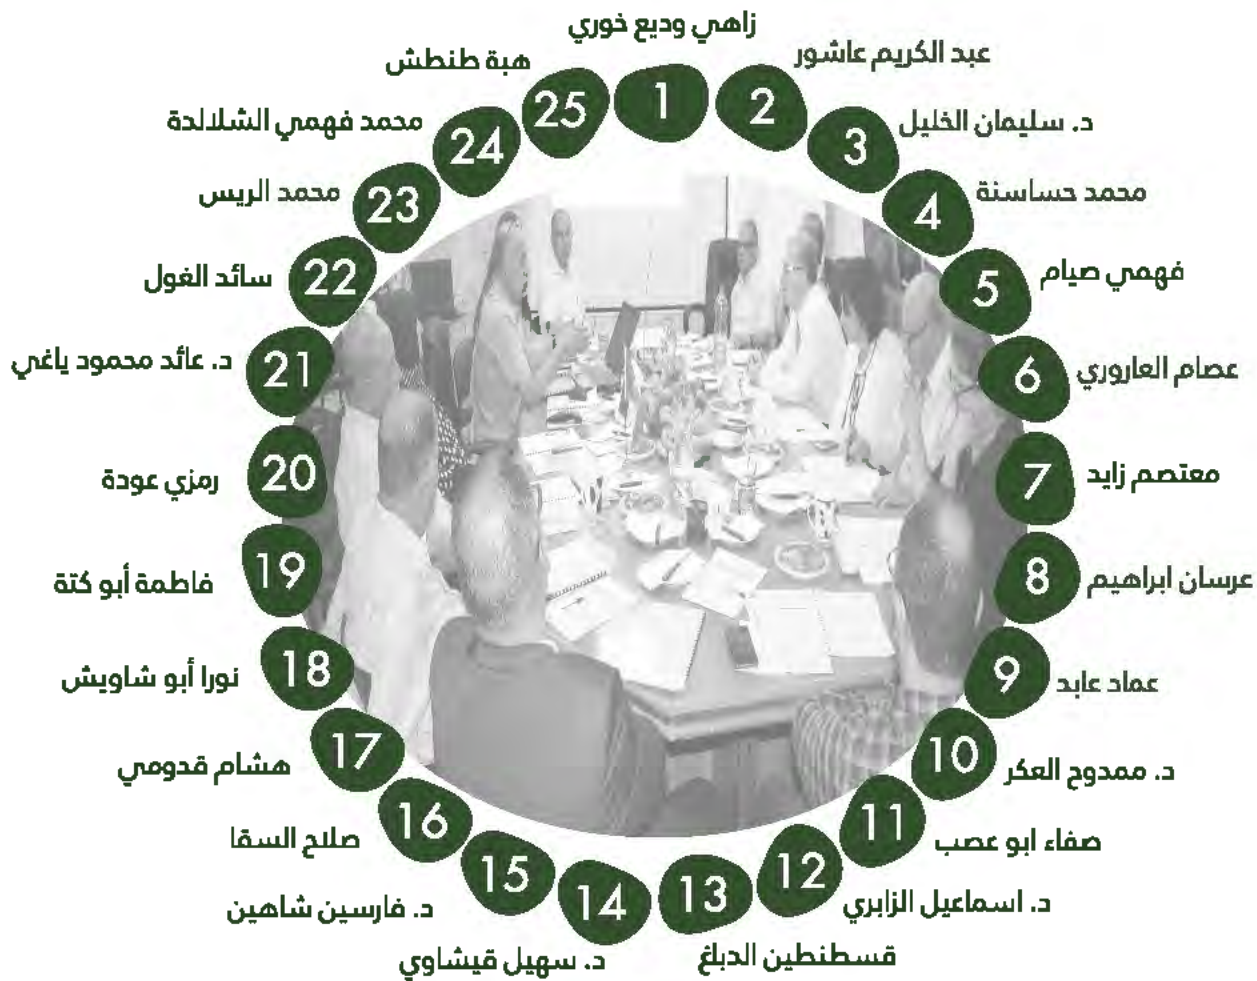 1 زاهي وديع خوري
2 عبد الكريم عاشور
3 د. سليمان الخليل
4 محمد حساسنة
5 فهمي صيام
6 عصام العاروري
7 معتصم زايد
8 عرسان ابراهيم
9 عماد عابد
10 د. ممدوح العكر
11 صفاء ابو عصب
12 د. اسماعيل الزابري
13 قسطنطين الدباغ
14 د. سهيل قيشاوي
15 د. فارسين شاهين
16 صلاح السقا
17 هشام قدومي
18 نورا أبو شاويش
19 فاطمة أبو كتة
20 رمزي عودة
21 د. عائد محمود ياغي
22 سائد الغول
23 محمد الريس
24 محمد فهمي الشلالدة
25 هبة طنطش